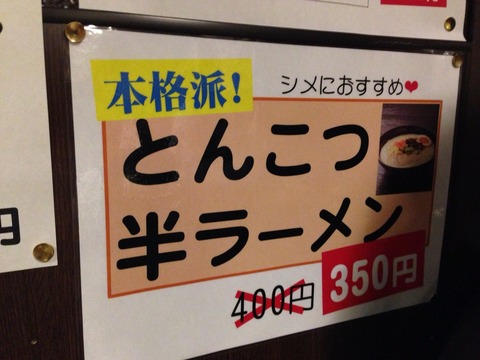 本格派!
シメにおすすめ❤
とんこつ
半ラーメン
400円
350円
円